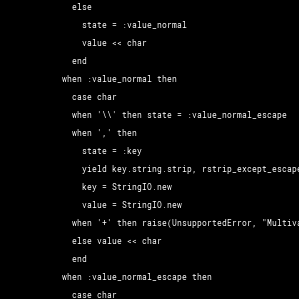 else
state = :value_normal
value << char
end
when :value_normal then
case char
when '\\' then state = :value_normal_escape
when ',' then
state = :key
yield key.string.strip, rstrip_except_escape
key = StringIO.new
value = StringIO.new
when '+' then raise(UnsupportedError, "Multiva
else value << char
end
when :value_normal_escape then
case char